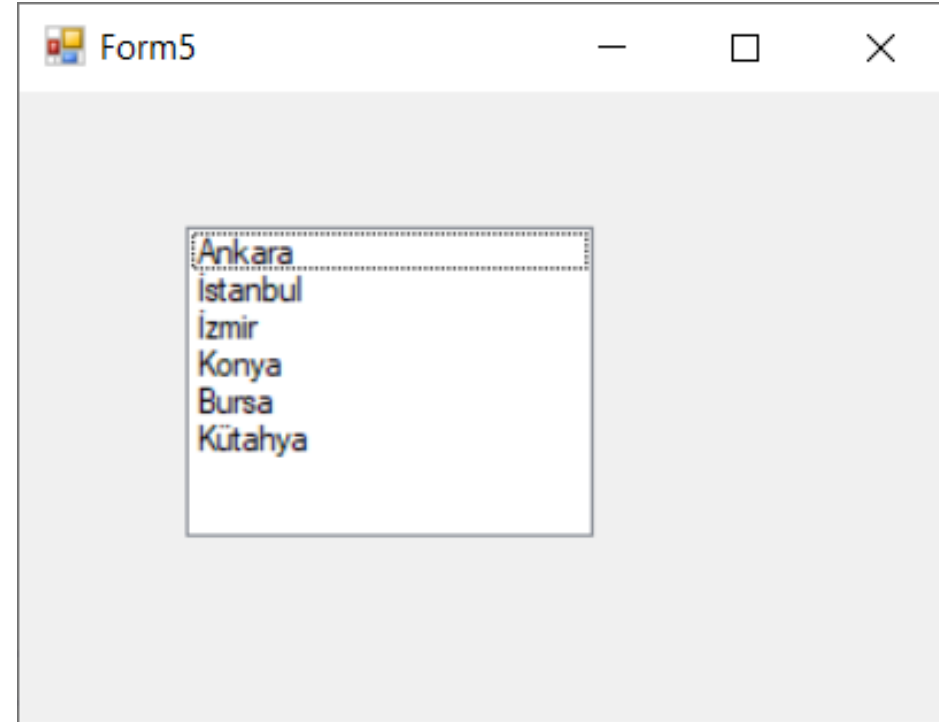 Form5
Ankara
İstanbul
İzmir
Konya
Bursa
Kütahya